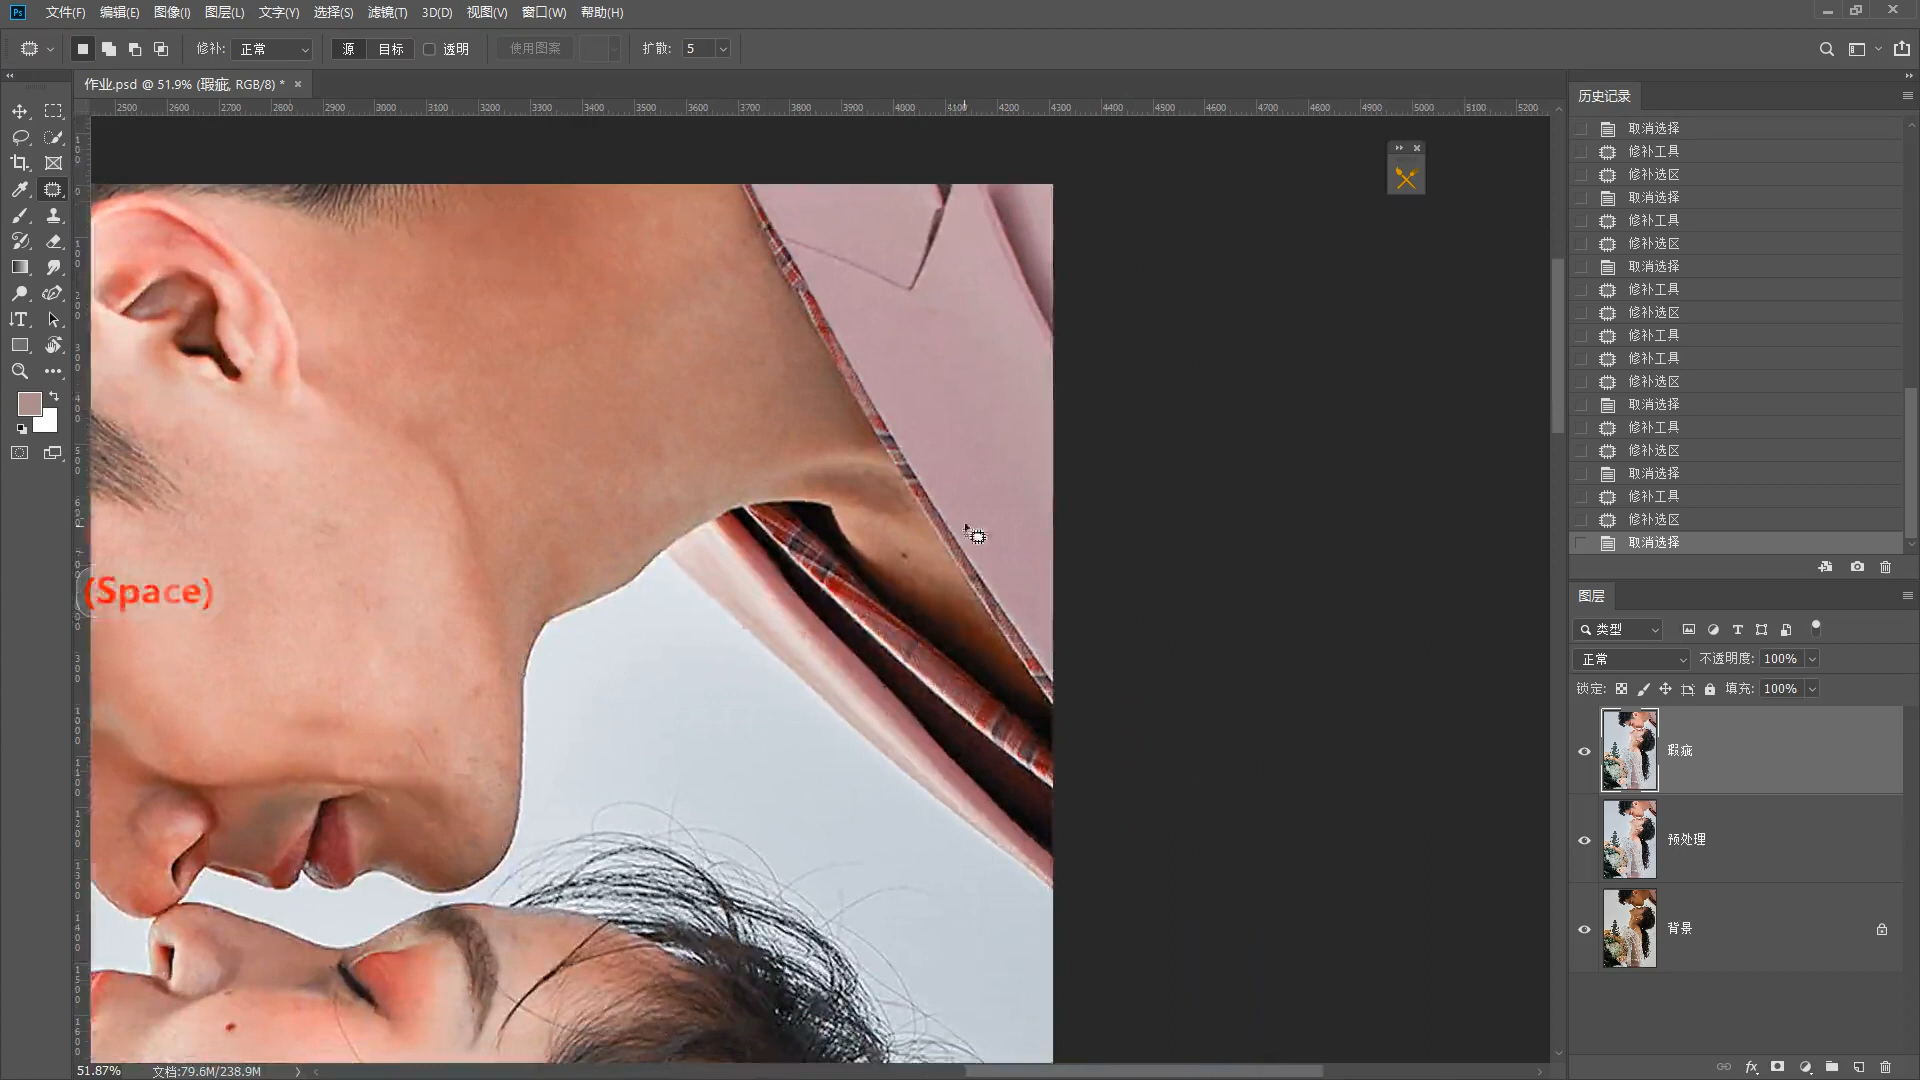 Ps 文件(F) 编辑(E) 图像(I) 图层(L) 文字(Y) 选择(S) 滤镜(T) 3D(D) 视图(V) 窗口(W) 帮助(H)
修补: 正常 源 目标 透明 使用图案 扩散: 5
作业.psd @ 51.9% (瑕疵, RGB/8) * ×
2500 2600 2700 2800 2900 3000 3100 3200 3300 3400 3500 3600 3700 3800 3900 4000 4100 4200 4300 4400 4500 4600 4700 4800 4900 5000 5100 5200
(Space)
历史记录
取消选择
修补工具
修补选区
取消选择
修补工具
修补选区
取消选择
修补工具
修补选区
修补工具
修补工具
修补选区
取消选择
修补工具
修补选区
取消选择
修补工具
修补选区
取消选择
图层
类型
正常 不透明度: 100%
锁定: 填充: 100%
瑕疵
预处理
背景
fx
51.87% 文档:79.6M/238.9M